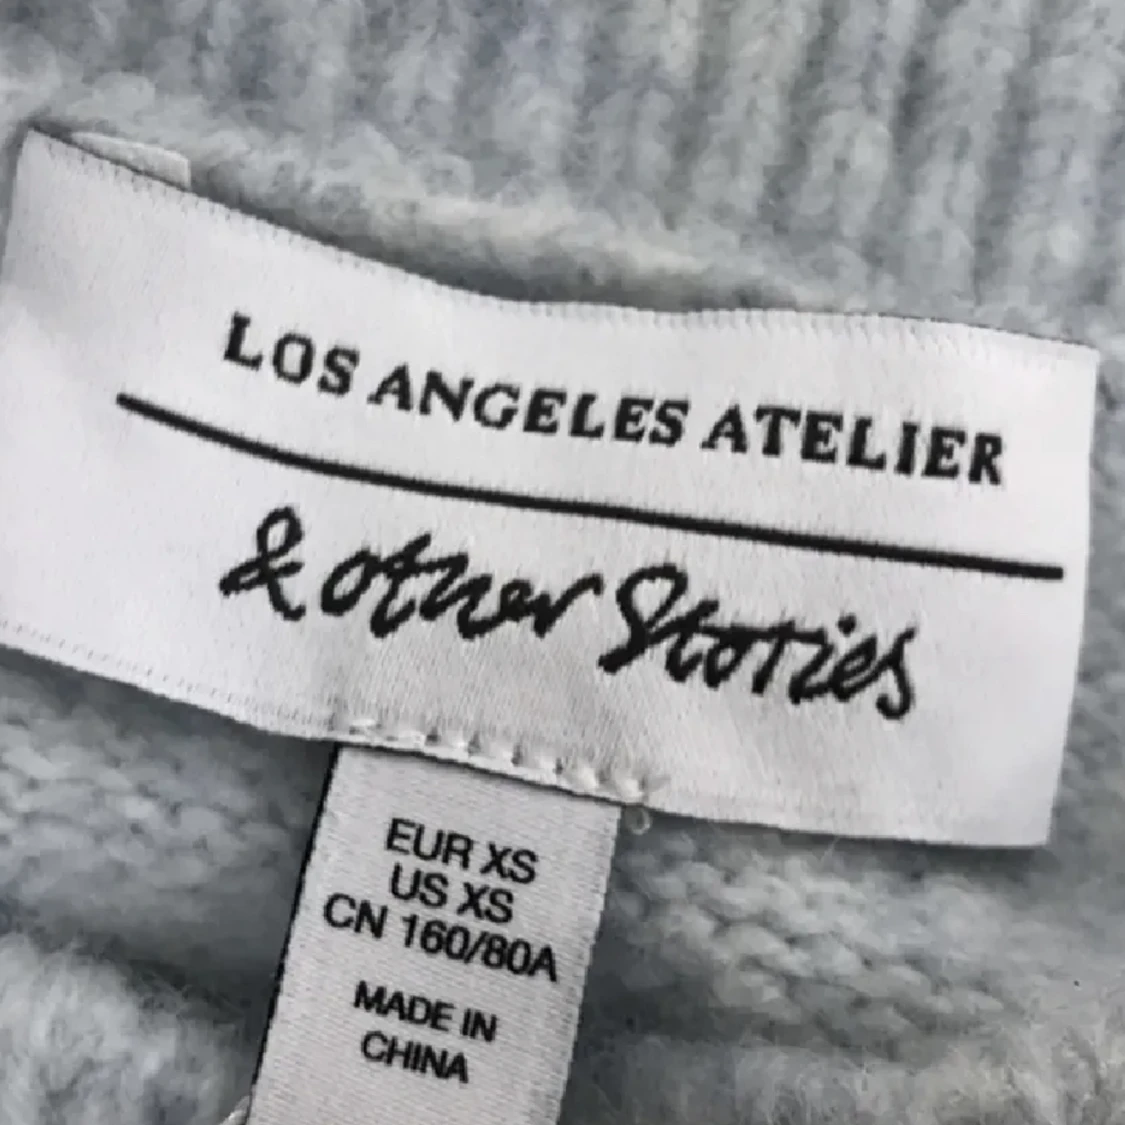 LOS ANGELES ATELIER
& other Stories
EUR XS
US XS
CN 160/80A
MADE IN
CHINA